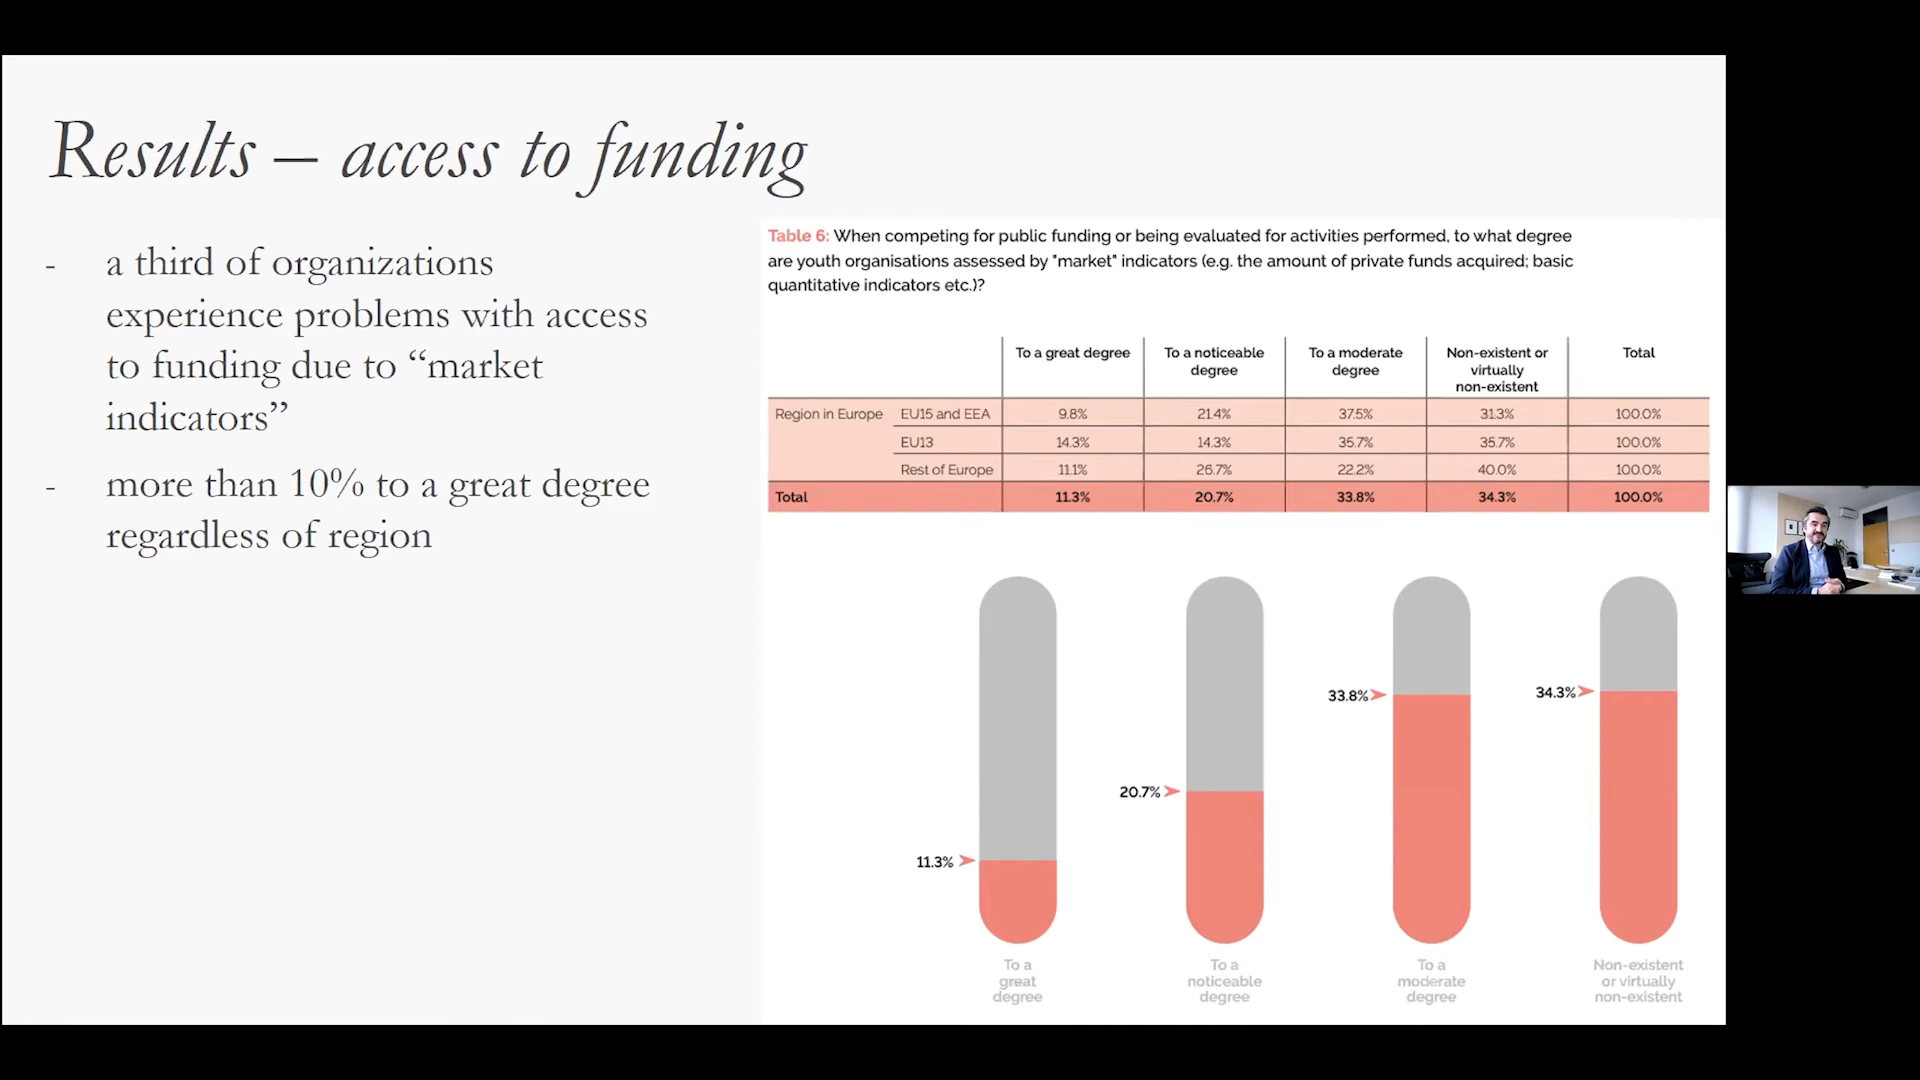 Results – access to funding
- a third of organizations
experience problems with access
to funding due to “market
indicators”
- more than 10% to a great degree
regardless of region
Table 6: When competing for public funding or being evaluated for activities performed, to what degree
are youth organisations assessed by "market" indicators (e.g. the amount of private funds acquired; basic
quantitative indicators etc.)?
To a great degree To a noticeable degree To a moderate degree Non-existent or virtually non-existent Total
Region in Europe EU15 and EEA 9.8% 21.4% 37.5% 31.3% 100.0%
EU13 14.3% 14.3% 35.7% 35.7% 100.0%
Rest of Europe 11.1% 26.7% 22.2% 40.0% 100.0%
Total 11.3% 20.7% 33.8% 34.3% 100.0%
11.3%
20.7%
33.8%
34.3%
To a
great
degree
To a
noticeable
degree
To a
moderate
degree
Non-existent
or virtually
non-existent